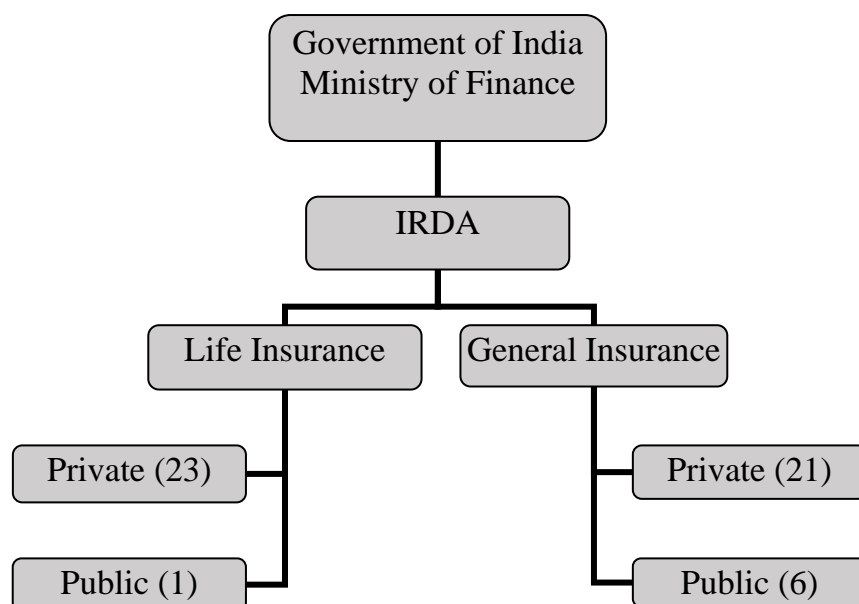 Government of India
Ministry of Finance
IRDA
Life Insurance
General Insurance
Private (23)
Private (21)
Public (1)
Public (6)